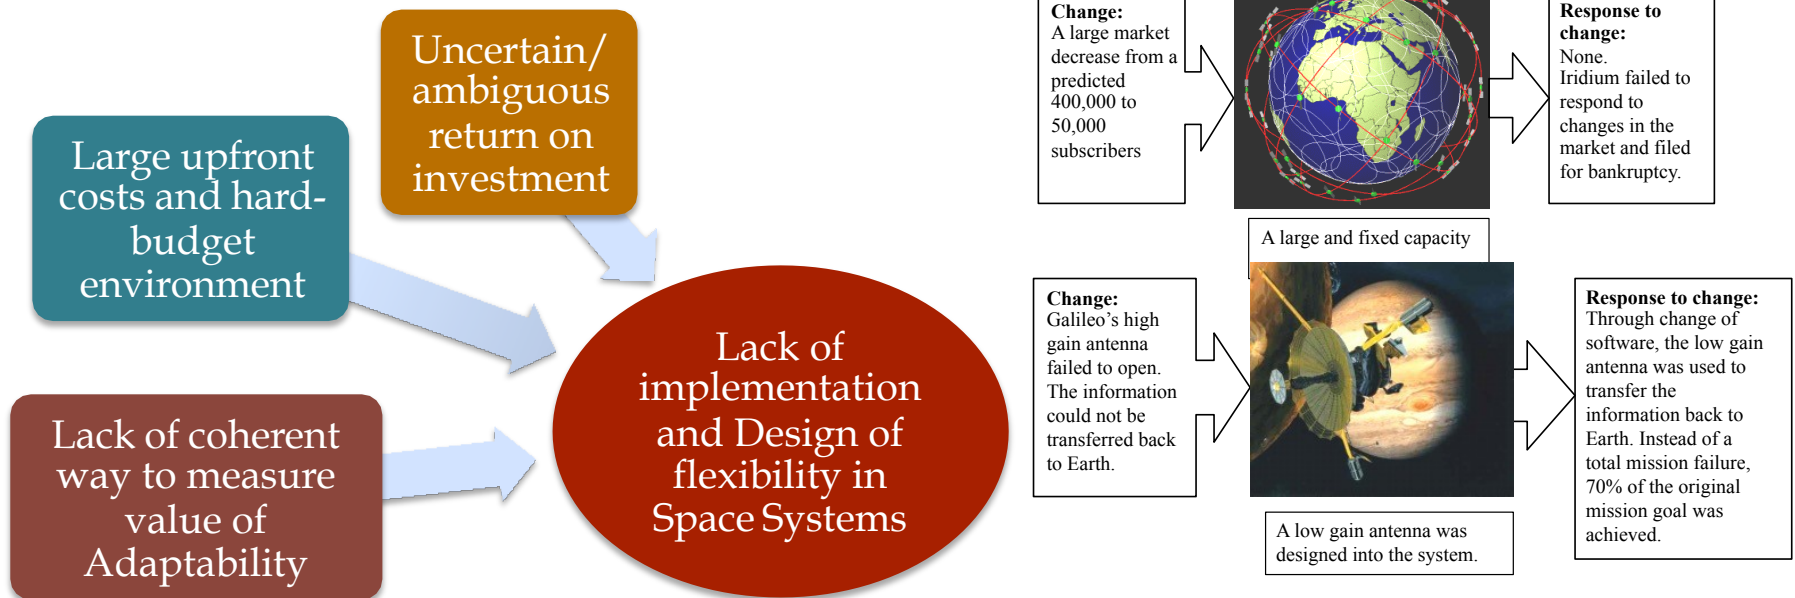 Uncertain/
ambiguous
return on
investment
Large upfront
costs and hard-
budget
environment
Lack of coherent
way to measure
value of
Adaptability
Lack of
implementation
and Design of
flexibility in
Space Systems
Change:
A large market
decrease from a
predicted
400,000 to
50,000
subscribers
Response to
change:
None.
Iridium failed to
respond to
changes in the
market and filed
for bankruptcy.
A large and fixed capacity
Change:
Galileo’s high
gain antenna
failed to open.
The information
could not be
transferred back
to Earth.
Response to change:
Through change of
software, the low gain
antenna was used to
transfer the
information back to
Earth. Instead of a
total mission failure,
70% of the original
mission goal was
achieved.
A low gain antenna was
designed into the system.